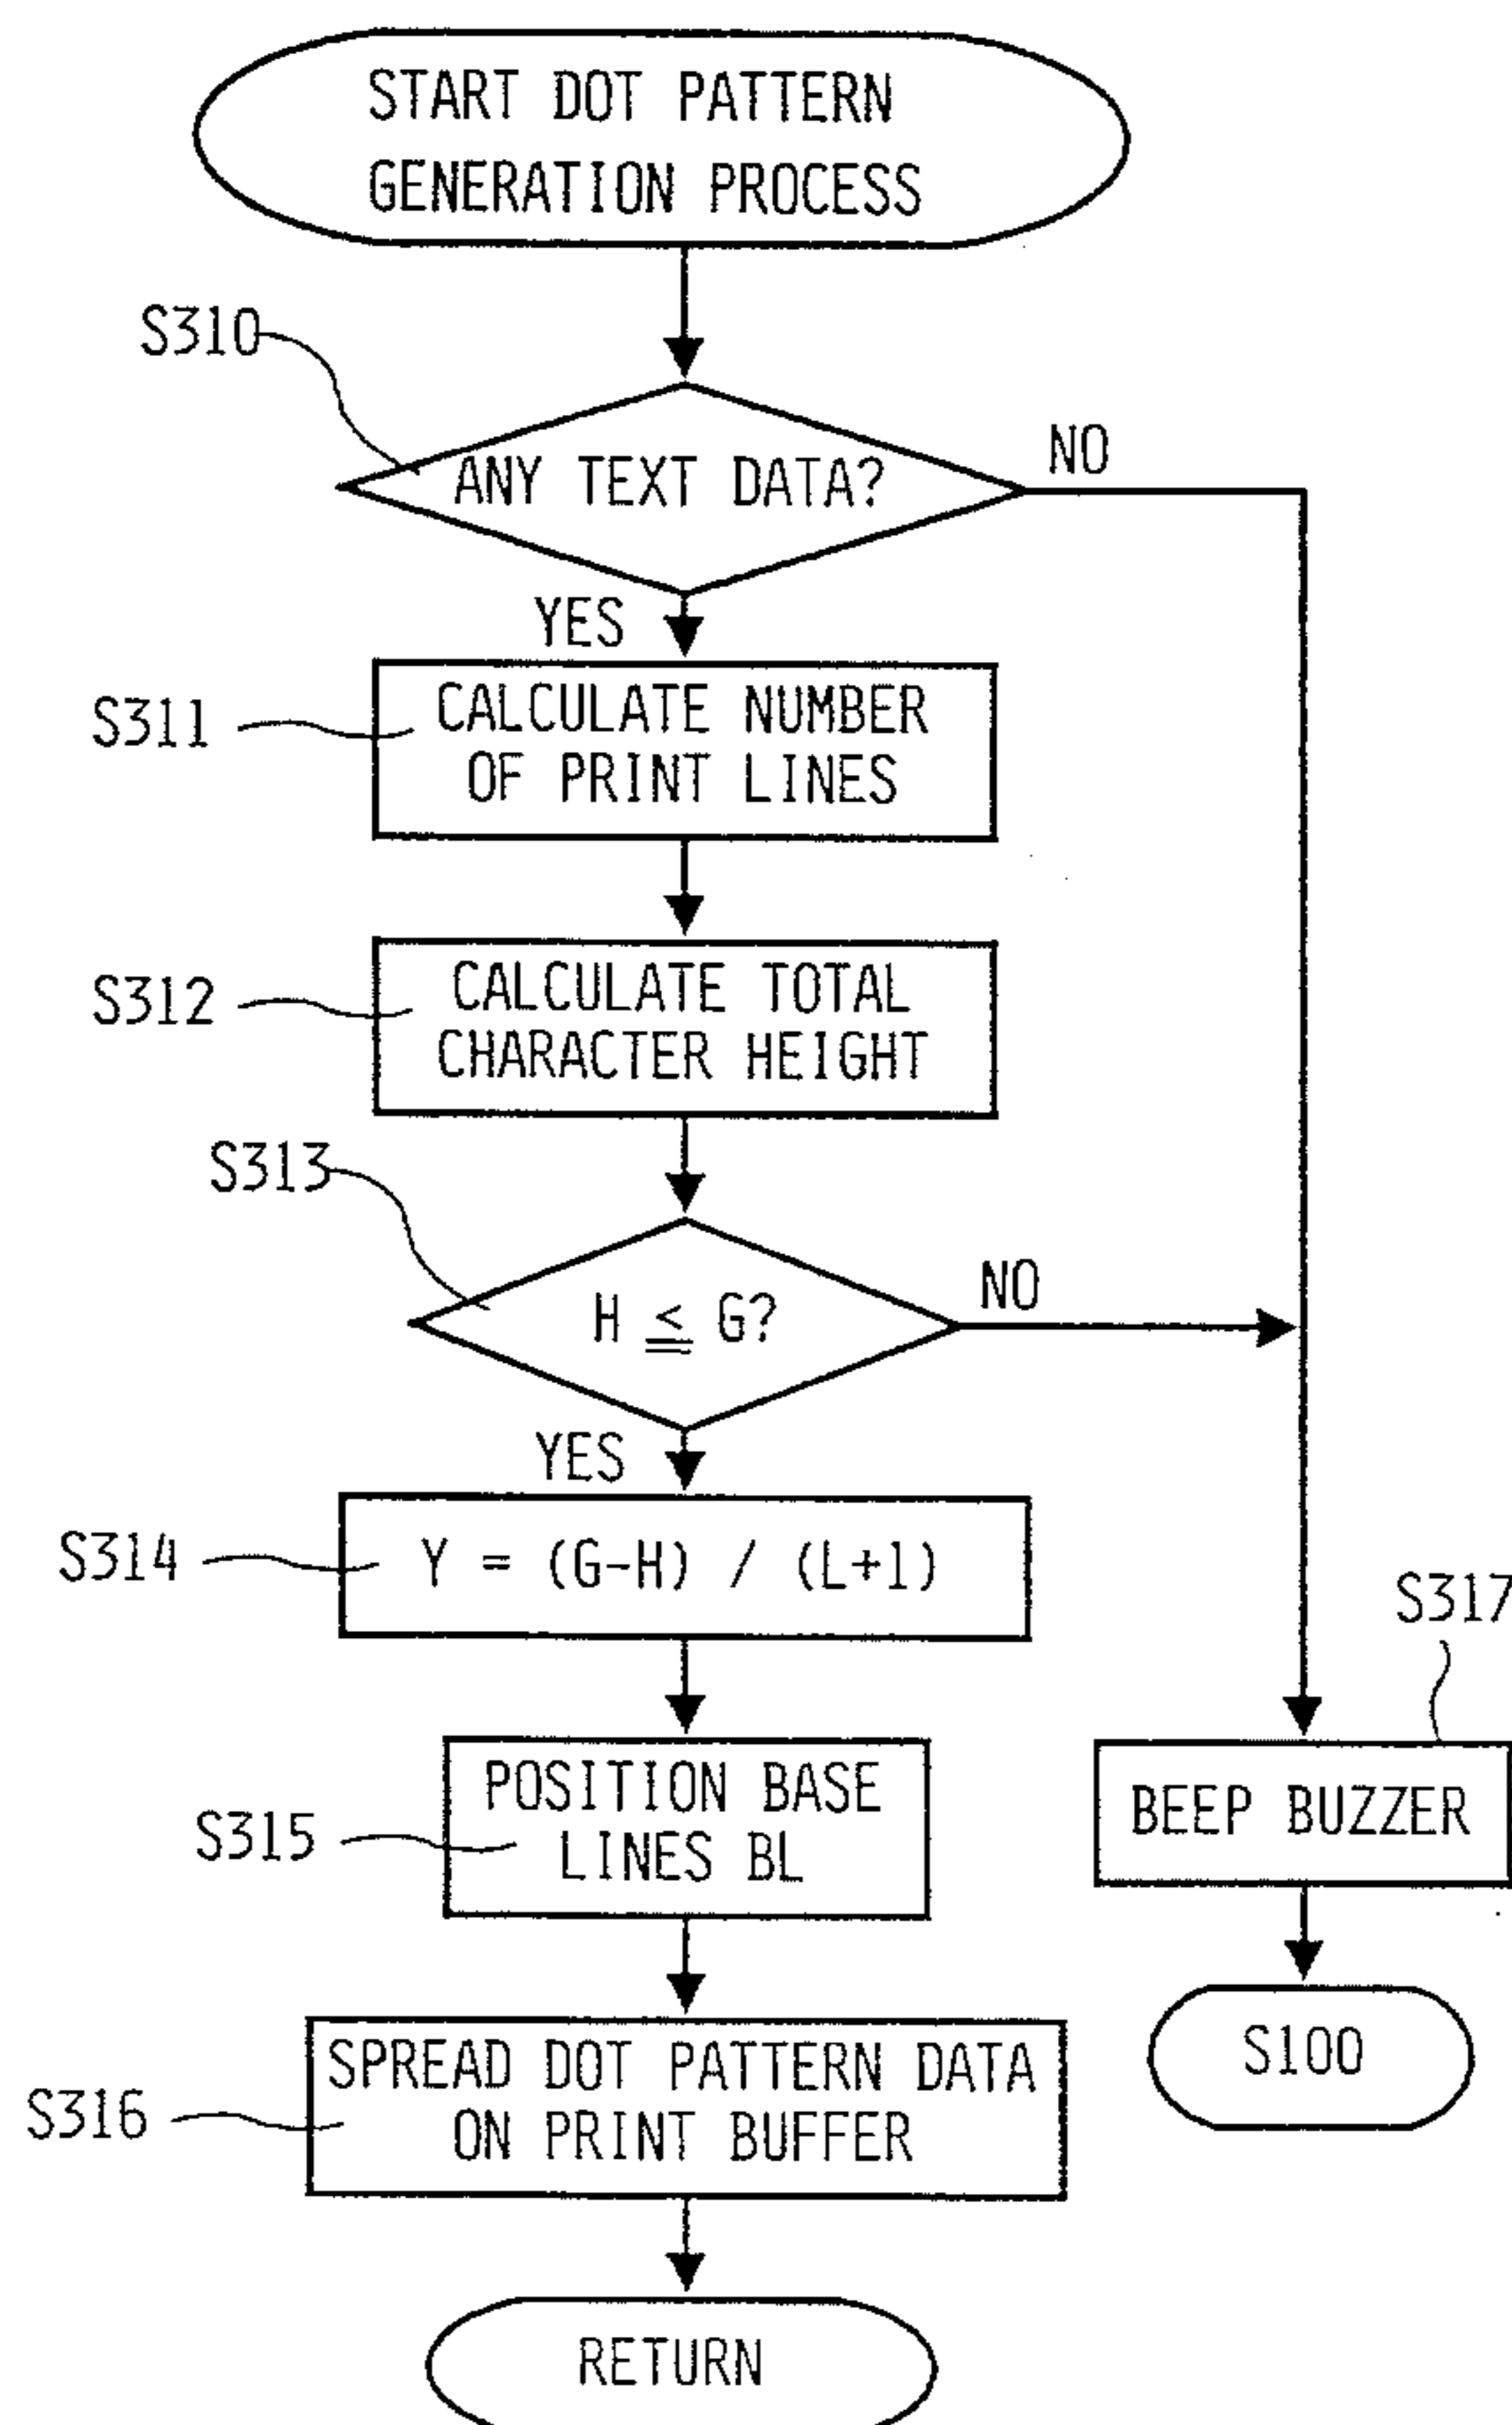 START DOT PATTERN
GENERATION PROCESS
S310
ANY TEXT DATA?
NO
YES
S311
CALCULATE NUMBER
OF PRINT LINES
S312
CALCULATE TOTAL
CHARACTER HEIGHT
S313
H ≦ G?
NO
YES
S314
Y = (G-H) / (L+1)
S317
S315
POSITION BASE
LINES BL
BEEP BUZZER
S316
SPREAD DOT PATTERN DATA
ON PRINT BUFFER
S100
RETURN